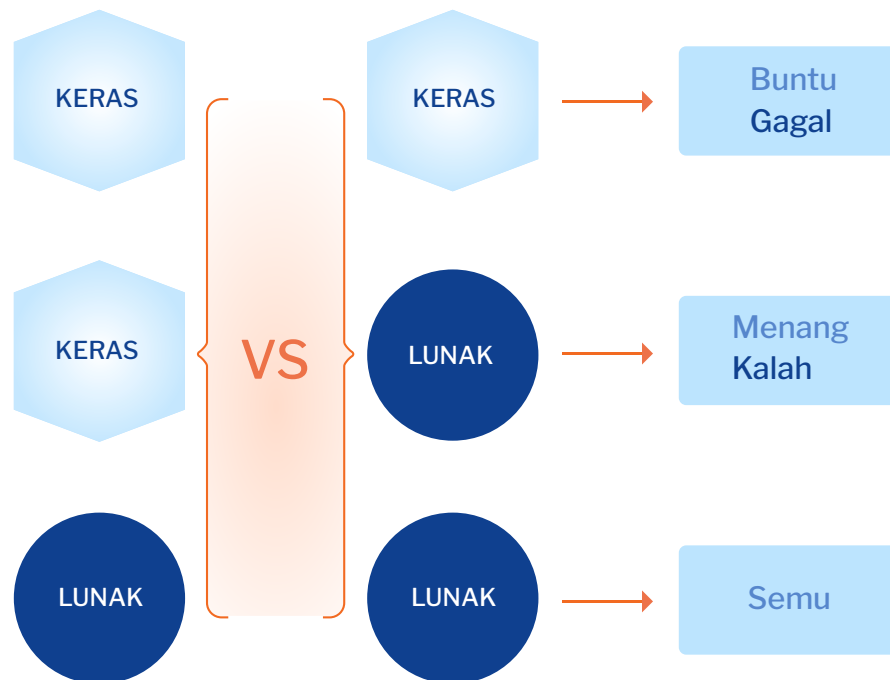 KERAS
KERAS
Buntu
Gagal
KERAS
VS
LUNAK
Menang
Kalah
LUNAK
LUNAK
Semu